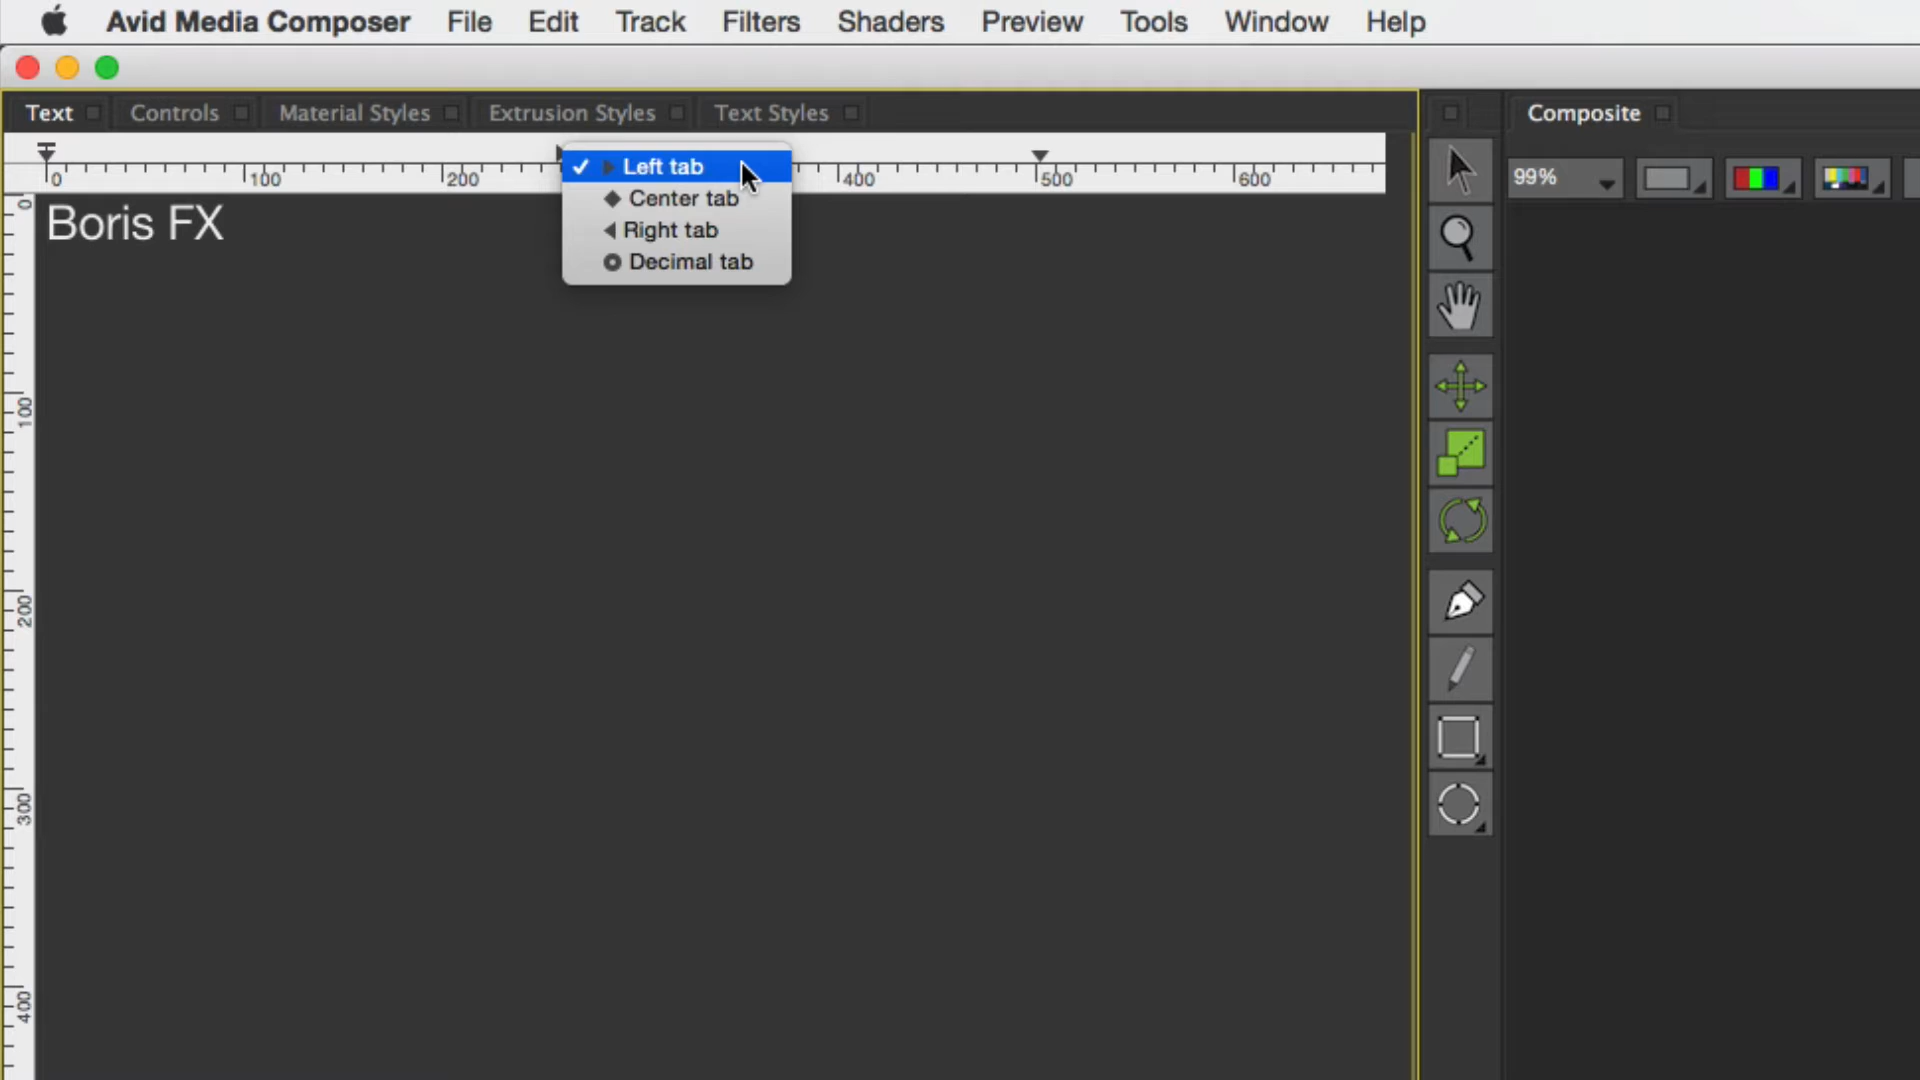 Avid Media Composer File Edit Track Filters Shaders Preview Tools Window Help
Text Controls Material Styles Extrusion Styles Text Styles Composite
Left tab
0 100 200 400 500 600
99%
Center tab
Right tab
Decimal tab
Boris FX
0
100
200
300
400